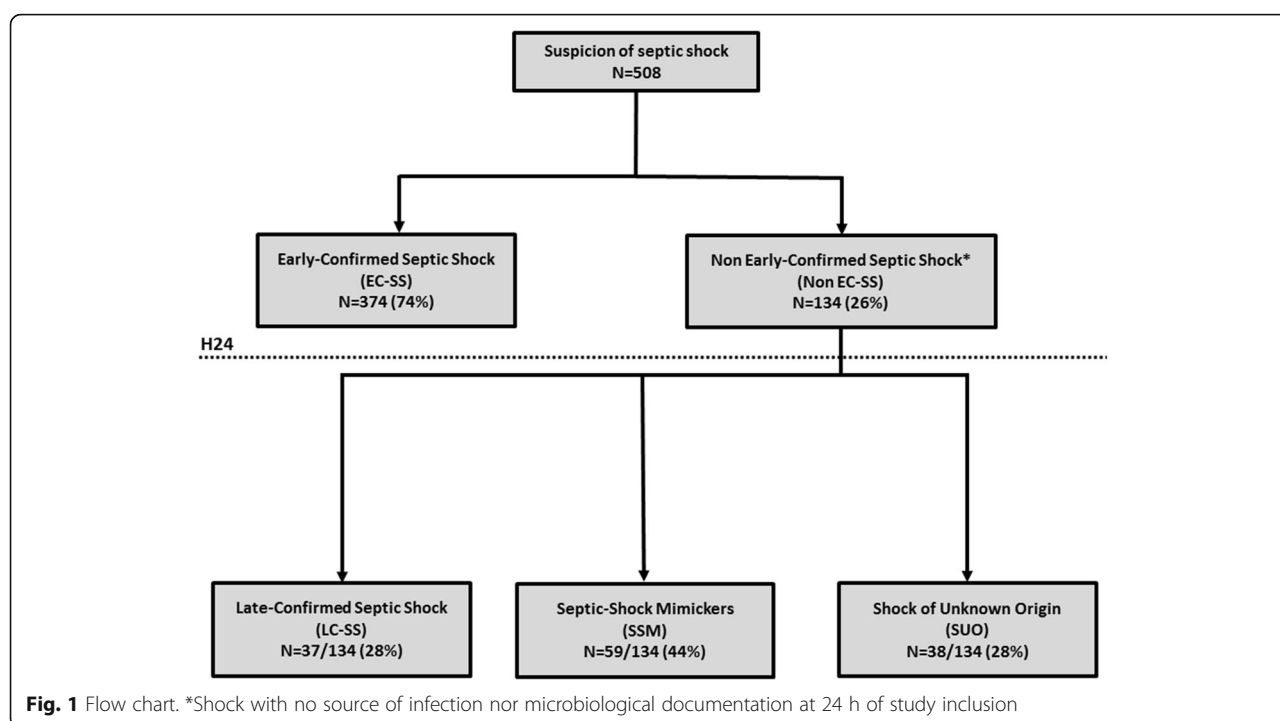 Suspicion of septic shock
N=508
Early-Confirmed Septic Shock
(EC-SS)
N=374 (74%)
Non Early-Confirmed Septic Shock*
(Non EC-SS)
N=134 (26%)
H24
Late-Confirmed Septic Shock
(LC-SS)
N=37/134 (28%)
Septic-Shock Mimickers
(SSM)
N=59/134 (44%)
Shock of Unknown Origin
(SUO)
N=38/134 (28%)
Fig. 1 Flow chart. *Shock with no source of infection nor microbiological documentation at 24 h of study inclusion